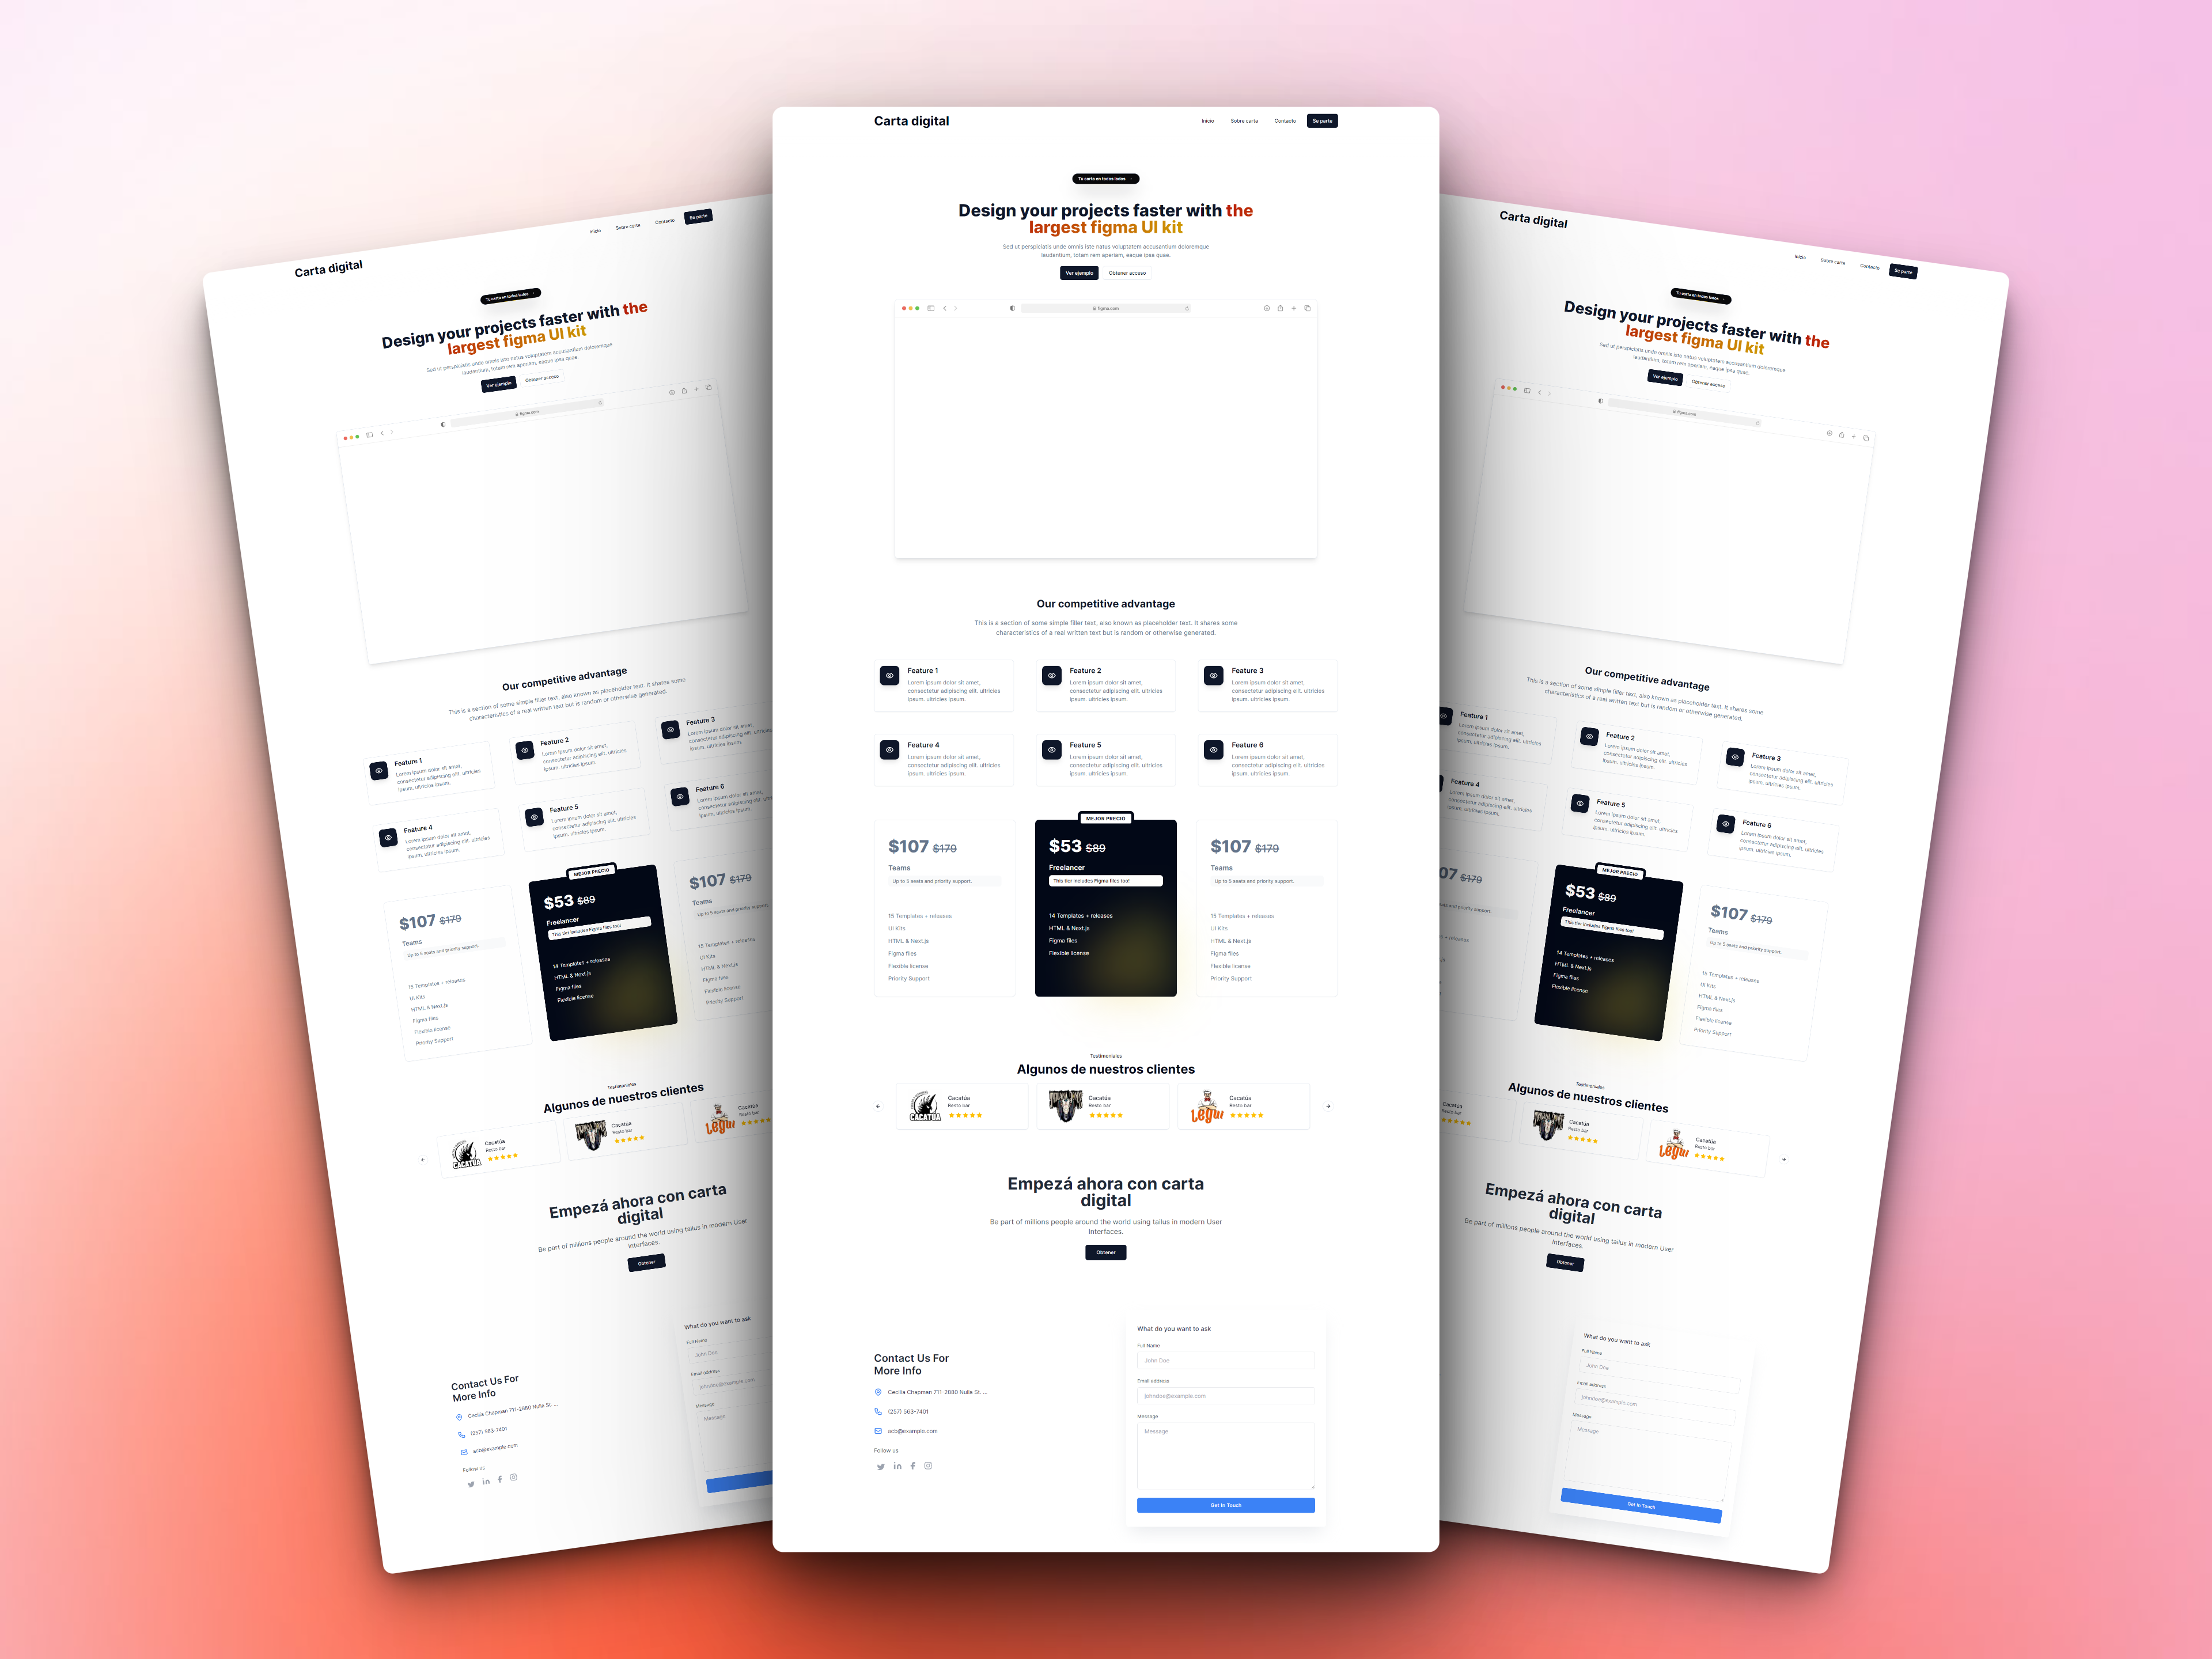 Carta digital
Inicio
Sobre carta
Contacto
Se parte
Tu carta en todos lados
Design your projects faster with the
largest figma UI kit
Sed ut perspiciatis unde omnis iste natus voluptatem accusantium doloremque
laudantium, totam rem aperiam, eaque ipsa quae.
Ver ejemplo
Obtener acceso
figma.com
Our competitive advantage
This is a section of some simple filler text, also known as placeholder text. It shares some
characteristics of a real written text but is random or otherwise generated.
Feature 1
Lorem ipsum dolor sit amet,
consectetur adipiscing elit. ultricies
ipsum. ultricies ipsum.
Feature 2
Lorem ipsum dolor sit amet,
consectetur adipiscing elit. ultricies
ipsum. ultricies ipsum.
Feature 3
Lorem ipsum dolor sit amet,
consectetur adipiscing elit. ultricies
ipsum. ultricies ipsum.
Feature 4
Lorem ipsum dolor sit amet,
consectetur adipiscing elit. ultricies
ipsum. ultricies ipsum.
Feature 5
Lorem ipsum dolor sit amet,
consectetur adipiscing elit. ultricies
ipsum. ultricies ipsum.
Feature 6
Lorem ipsum dolor sit amet,
consectetur adipiscing elit. ultricies
ipsum. ultricies ipsum.
$107 $179
Teams
Up to 5 seats and priority support.
15 Templates + releases
UI Kits
HTML & Next.js
Figma files
Flexible license
Priority Support
MEJOR PRECIO
$53 $89
Freelancer
This tier includes Figma files too!
14 Templates + releases
HTML & Next.js
Figma files
Flexible license
$107 $179
Teams
Up to 5 seats and priority support.
15 Templates + releases
UI Kits
HTML & Next.js
Figma files
Flexible license
Priority Support
Testimoniales
Algunos de nuestros clientes
CACATUA
Cacatúa
Resto bar
Cacatúa
Resto bar
Legui
Cacatúa
Resto bar
Empezá ahora con carta
digital
Be part of millions people around the world using tailus in modern User
Interfaces.
Obtener
Contact Us For
More Info
Cecilia Chapman 711-2880 Nulla St. ...
(257) 563-7401
acb@example.com
Follow us
What do you want to ask
Full Name
John Doe
Email address
johndoe@example.com
Message
Message
Get in Touch